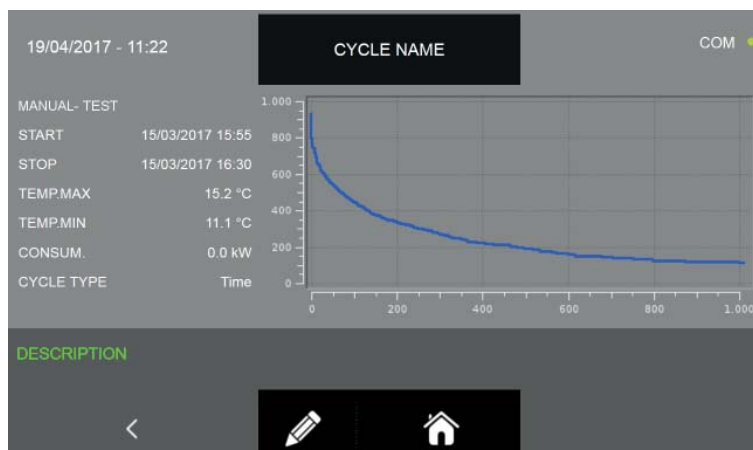 19/04/2017 - 11:22
CYCLE NAME
COM
MANUAL- TEST
START 15/03/2017 15:55
STOP 15/03/2017 16:30
TEMP.MAX 15.2 °C
TEMP.MIN 11.1 °C
CONSUM. 0.0 kW
CYCLE TYPE Time
1.000
800
600
400
200
0
0 200 400 600 800 1.000
DESCRIPTION